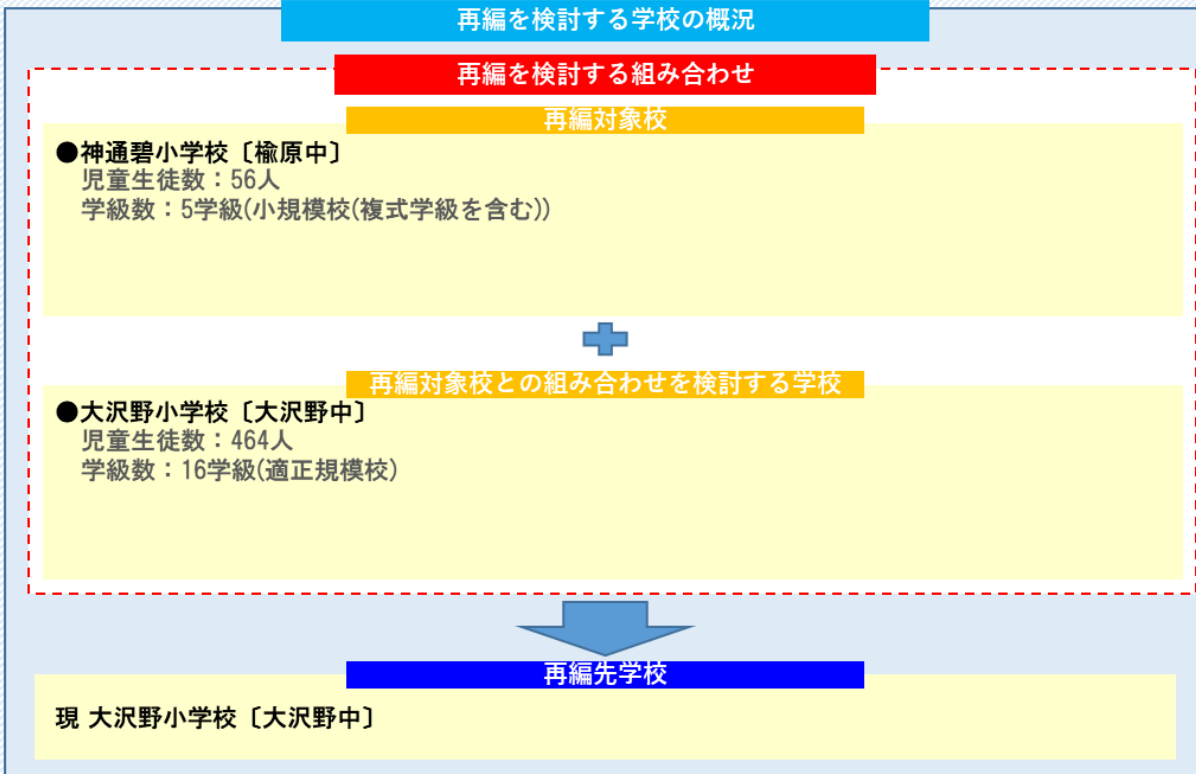 再編を検討する学校の概況
再編を検討する組み合わせ
再編対象校
●神通碧小学校〔楡原中〕
児童生徒数：56人
学級数：5学級(小規模校(複式学級を含む))
再編対象校との組み合わせを検討する学校
●大沢野小学校〔大沢野中〕
児童生徒数：464人
学級数：16学級(適正規模校)
再編先学校
現 大沢野小学校〔大沢野中〕